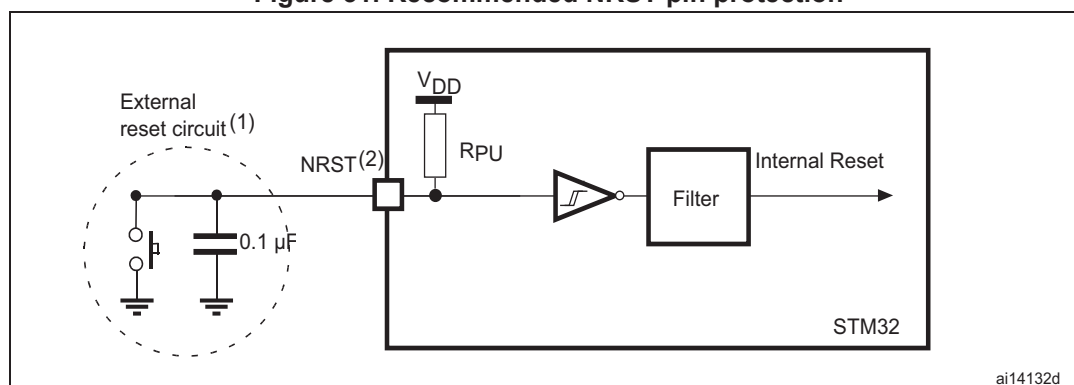 External
reset circuit(1)
NRST(2)
VDD
RPU
0.1 μF
Filter
Internal Reset
STM32
ai14132d